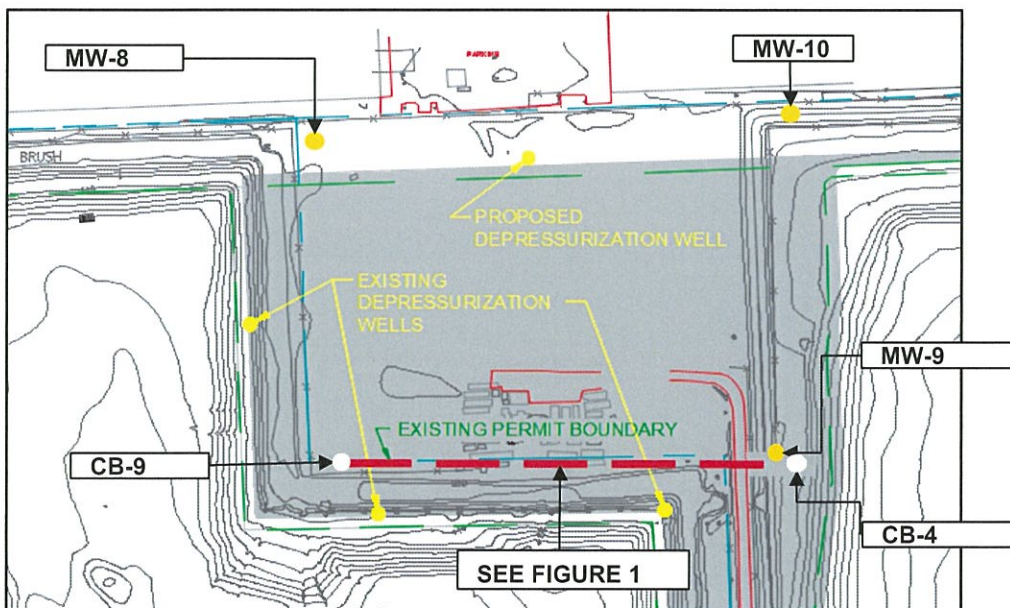 MW-8
MW-10
PARKING
BRUSH
PROPOSED
DEPRESSURIZATION WELL
EXISTING
DEPRESSURIZATION
WELLS
MW-9
EXISTING PERMIT BOUNDARY
CB-9
CB-4
SEE FIGURE 1